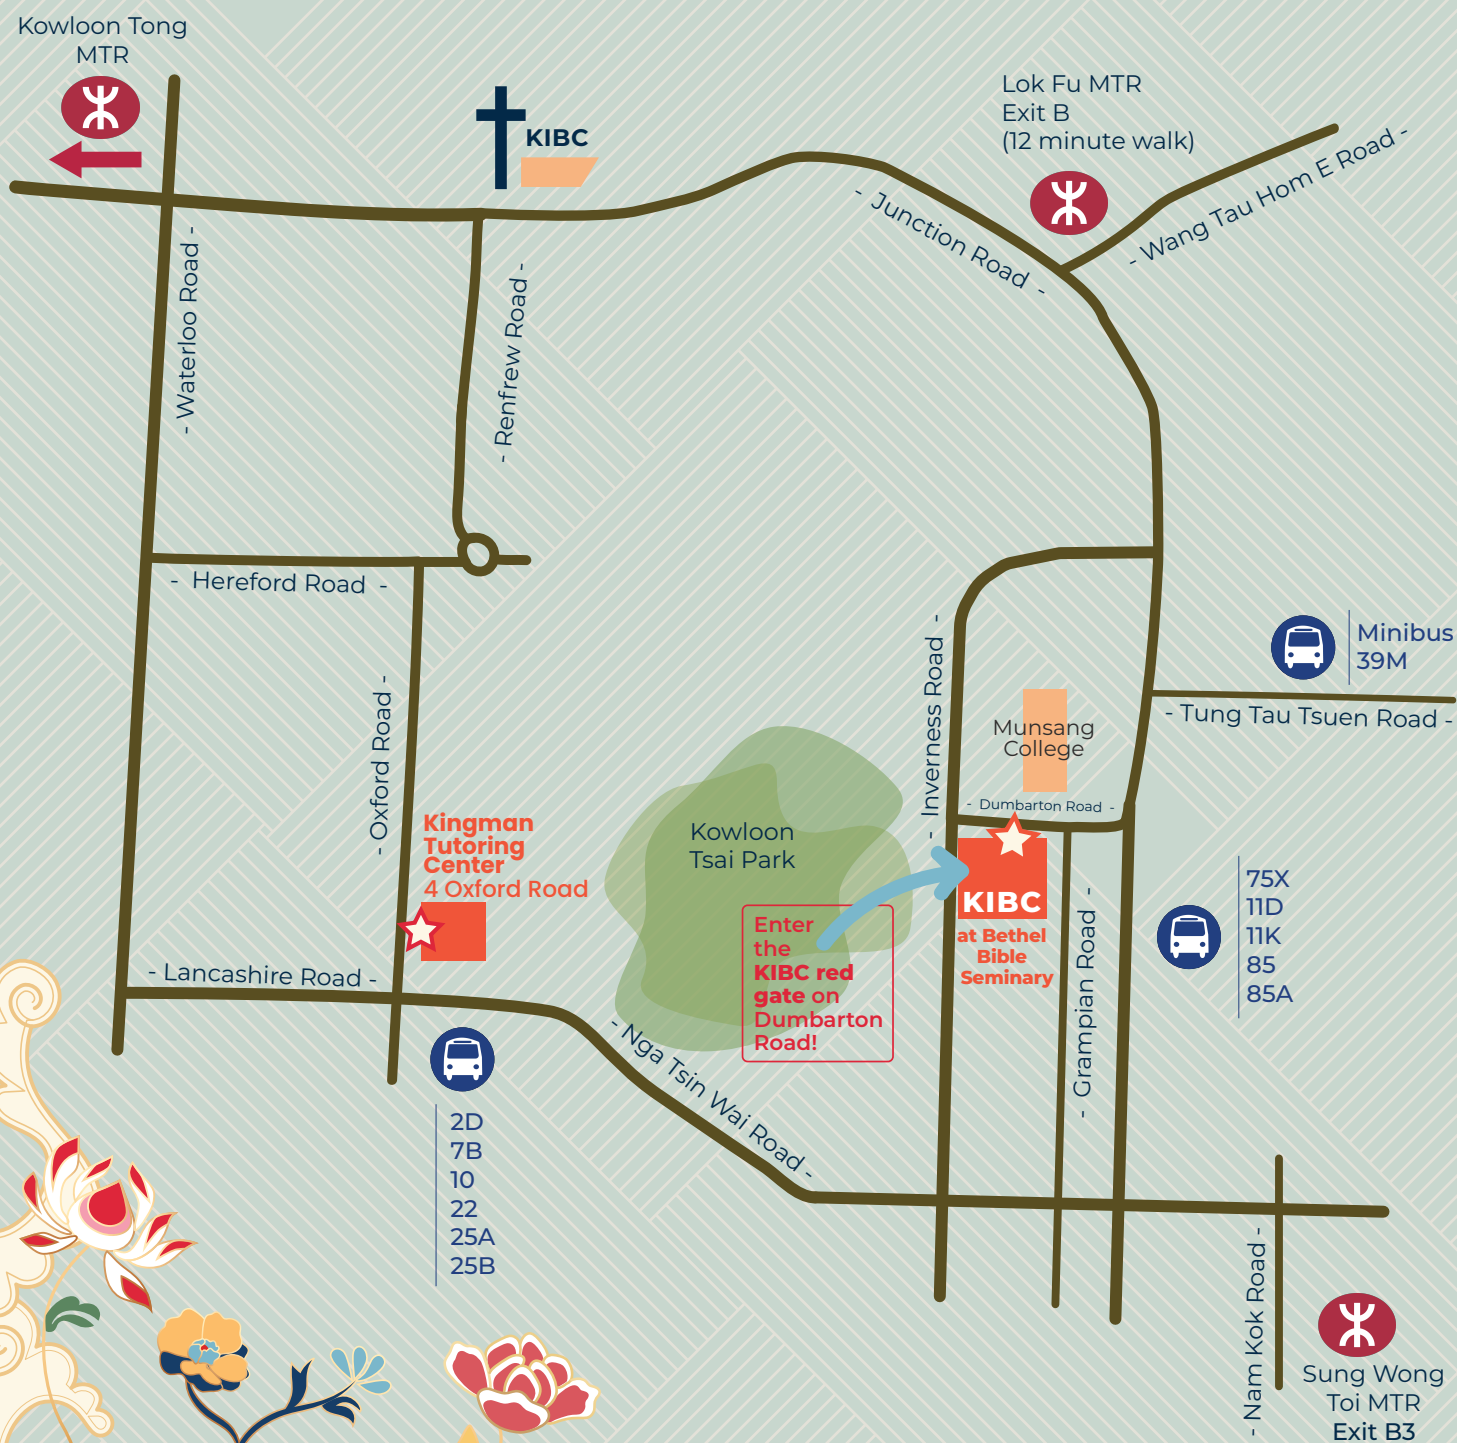 Kowloon Tong
MTR
KIBC
Lok Fu MTR
Exit B
(12 minute walk)
- Junction Road -
- Wang Tau Hom E Road -
- Waterloo Road -
- Renfrew Road -
- Hereford Road -
- Oxford Road -
- Inverness Road -
Minibus
39M
- Tung Tau Tsuen Road -
Munsang
College
- Dumbarton Road -
Kingman
Tutoring
Center
4 Oxford Road
Kowloon
Tsai Park
KIBC
at Bethel
Bible
Seminary
Enter
the
KIBC red
gate on
Dumbarton
Road!
- Grampian Road -
75X
11D
11K
85
85A
- Lancashire Road -
- Nga Tsin Wai Road -
2D
7B
10
22
25A
25B
- Nam Kok Road -
Sung Wong
Toi MTR
Exit B3